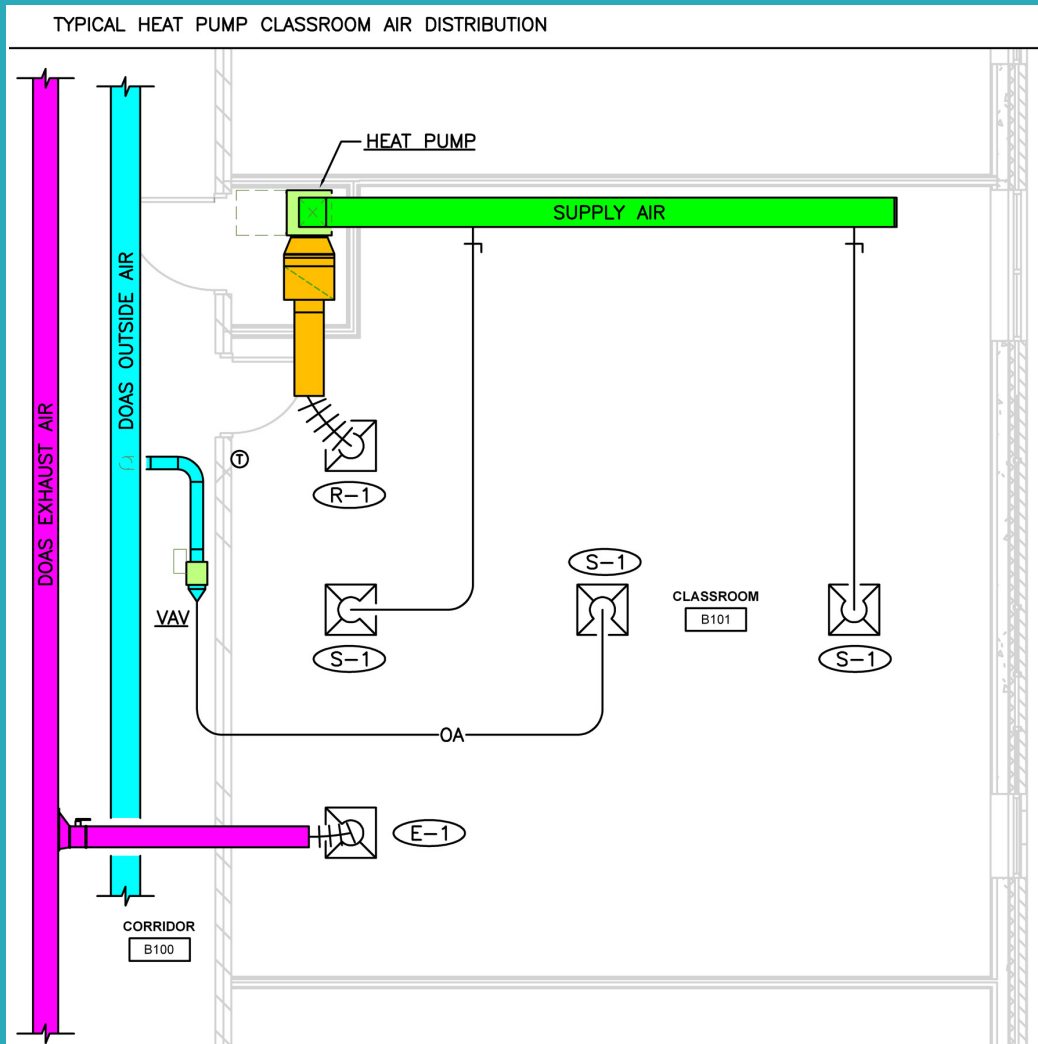 TYPICAL HEAT PUMP CLASSROOM AIR DISTRIBUTION
HEAT PUMP
SUPPLY AIR
DOAS OUTSIDE AIR
DOAS EXHAUST AIR
T
R-1
S-1
CLASSROOM
B101
VAV
S-1
S-1
OA
E-1
CORRIDOR
B100